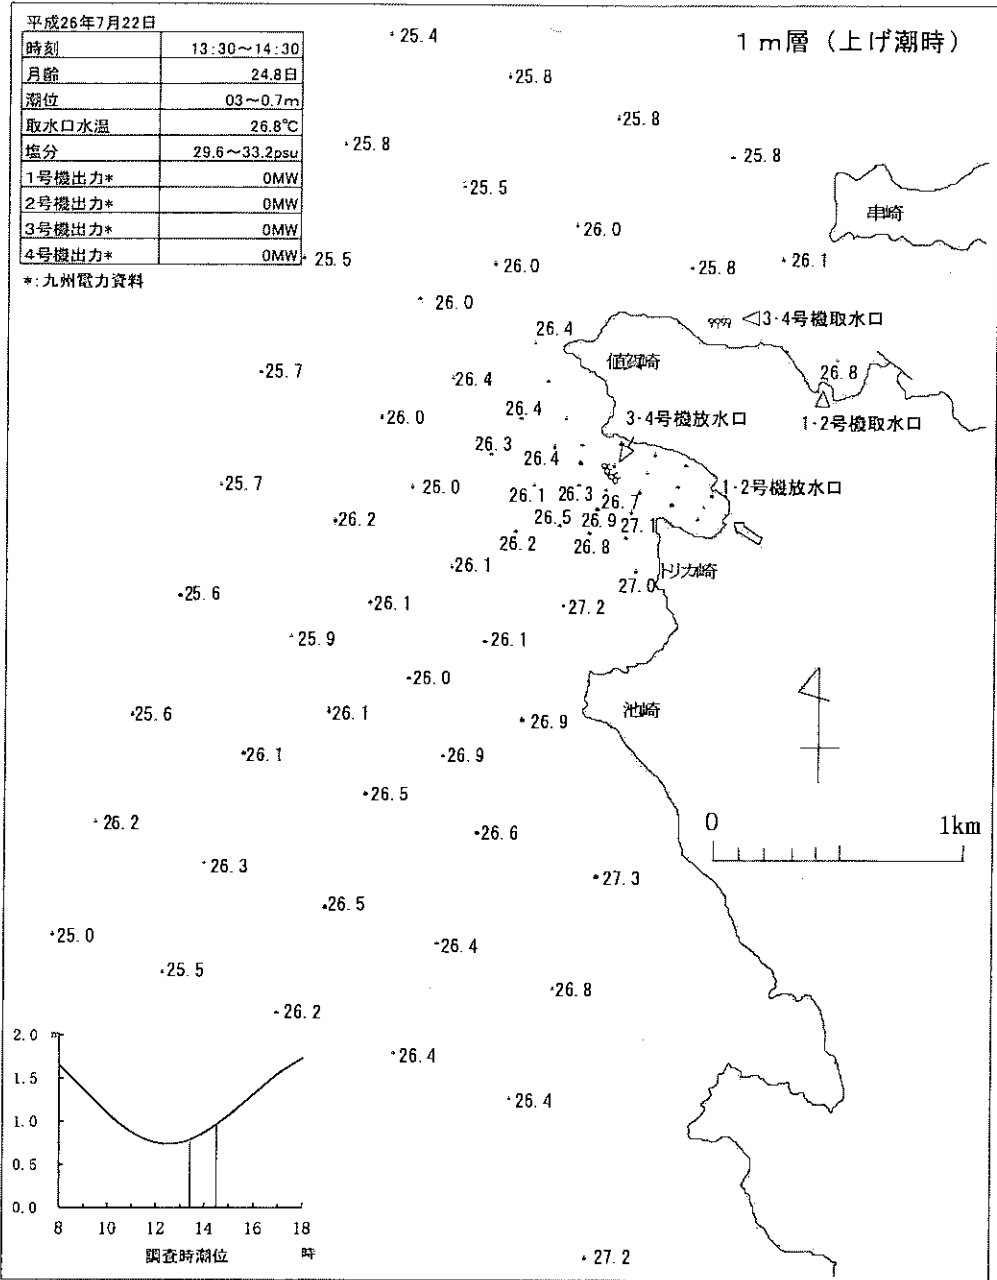 平成26年7月22日
時刻 13:30～14:30
月齢 24.8日
潮位 03～0.7m
取水口水温 26.8℃
塩分 29.6～33.2psu
1号機出力* 0MW
2号機出力* 0MW
3号機出力* 0MW
4号機出力* 0MW
*:九州電力資料
1m層（上げ潮時）
25.4
25.8
25.8
25.8
25.8
25.5
串崎
26.0
25.5
26.0
25.8
26.1
26.0
3·4号機取水口
26.4
値賀崎
25.7
26.4
26.8
26.4
26.0
3·4号機放水口
1·2号機取水口
26.3
26.4
25.7
26.0
26.1
26.3
26.7
1·2号機放水口
26.2
26.5
26.9
27.1
26.2
26.8
26.1
トリカ崎
27.0
25.6
26.1
27.2
25.9
26.1
26.0
25.6
26.1
26.9
池崎
26.1
26.9
26.5
26.2
26.6
0 1km
26.3
27.3
26.5
25.0
26.4
25.5
26.8
26.2
2.0 m
26.4
1.5
26.4
1.0
0.5
0.0
8 10 12 14 16 18
調査時潮位 時
27.2